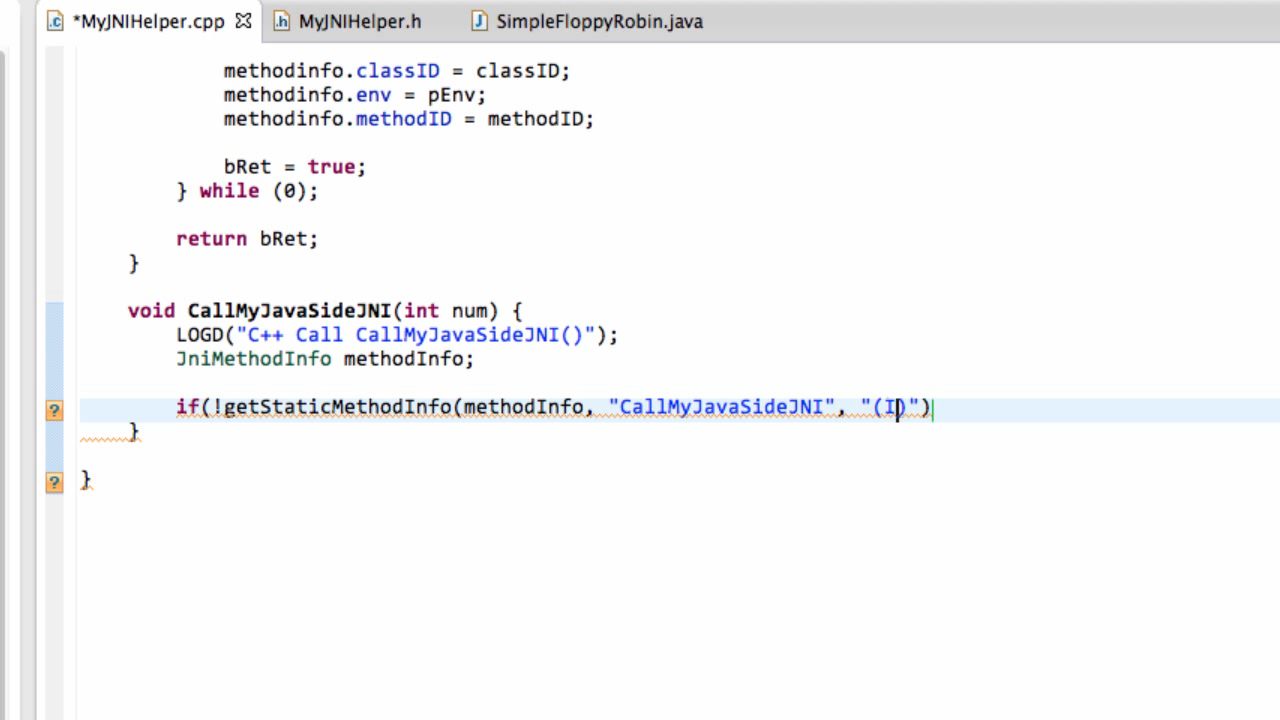 *MyJNIHelper.cpp MyJNIHelper.h SimpleFloppyRobin.java
methodinfo.classID = classID;
methodinfo.env = pEnv;
methodinfo.methodID = methodID;
bRet = true;
} while (0);
return bRet;
}
void CallMyJavaSideJNI(int num) {
LOGD("C++ Call CallMyJavaSideJNI()");
JniMethodInfo methodInfo;
if(!getStaticMethodInfo(methodInfo, "CallMyJavaSideJNI", "(I)")
}
}